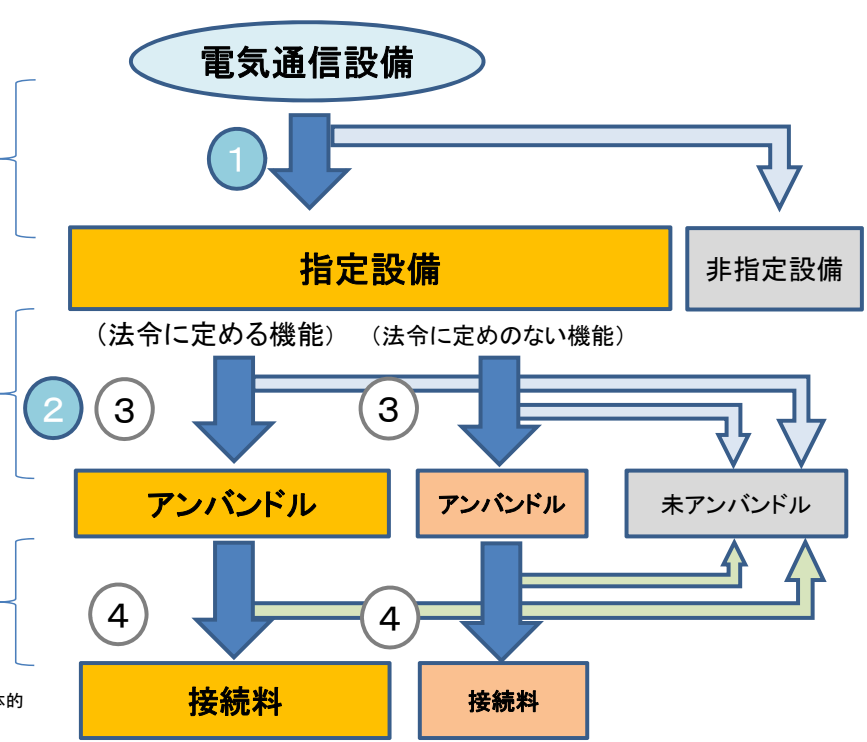 電気通信設備
1
指定設備
非指定設備
（法令に定める機能）
（法令に定めのない機能）
2
3
3
アンバンドル
アンバンドル
未アンバンドル
4
4
体的
接続料
接続料